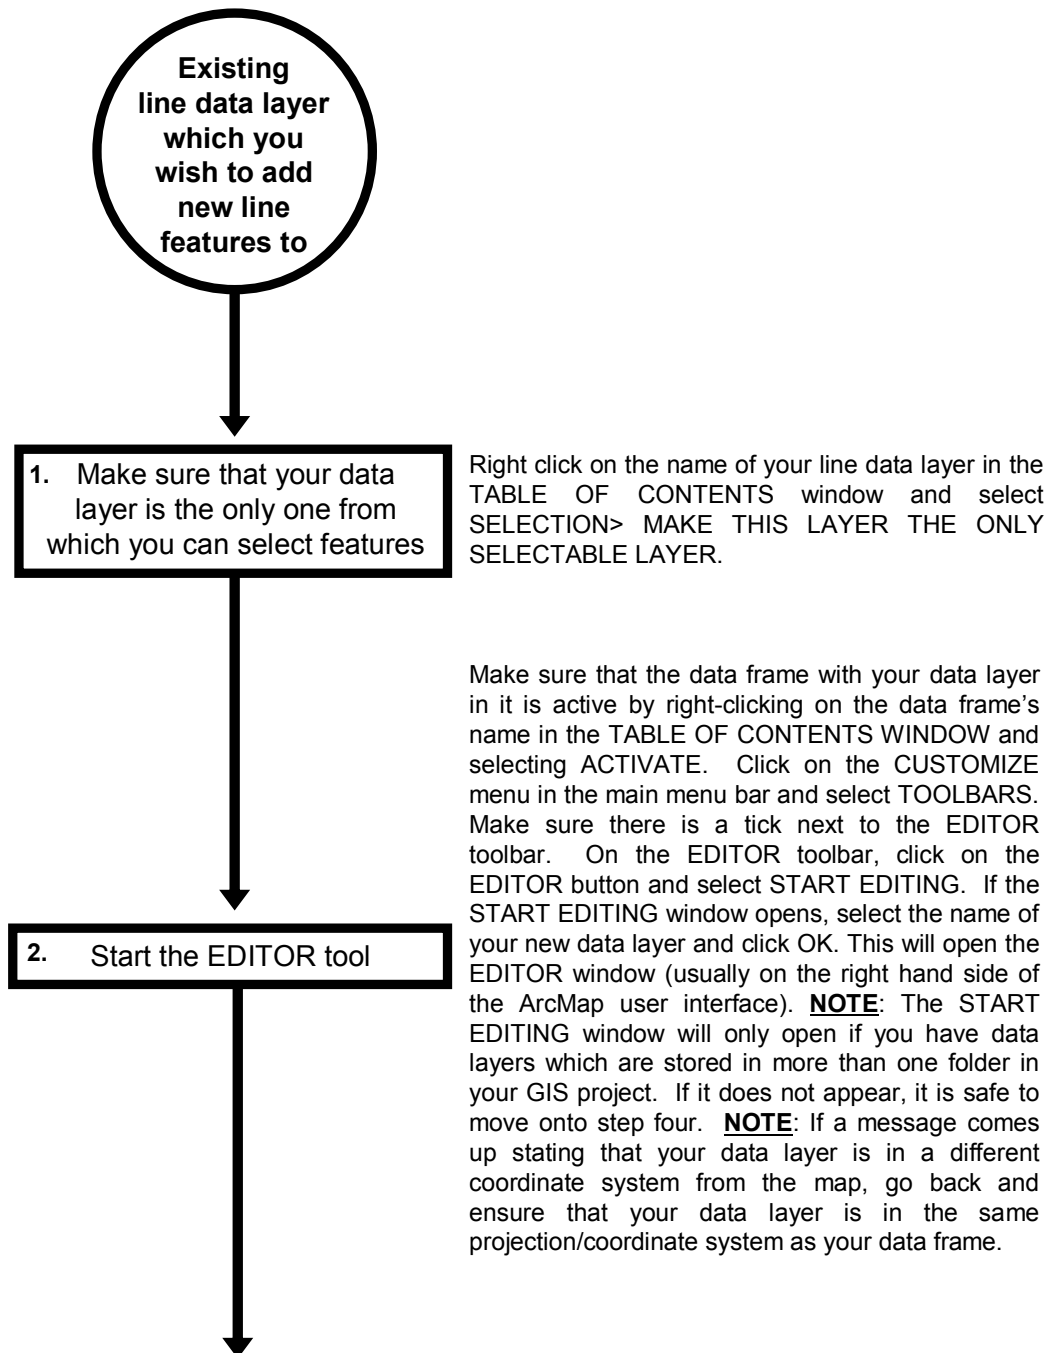 Existing
line data layer
which you
wish to add
new line
features to
1. Make sure that your data
layer is the only one from
which you can select features
Right click on the name of your line data layer in the
TABLE OF CONTENTS window and select
SELECTION> MAKE THIS LAYER THE ONLY
SELECTABLE LAYER.
Make sure that the data frame with your data layer
in it is active by right-clicking on the data frame’s
name in the TABLE OF CONTENTS WINDOW and
selecting ACTIVATE. Click on the CUSTOMIZE
menu in the main menu bar and select TOOLBARS.
Make sure there is a tick next to the EDITOR
toolbar. On the EDITOR toolbar, click on the
EDITOR button and select START EDITING. If the
START EDITING window opens, select the name of
your new data layer and click OK. This will open the
EDITOR window (usually on the right hand side of
the ArcMap user interface). NOTE: The START
EDITING window will only open if you have data
layers which are stored in more than one folder in
your GIS project. If it does not appear, it is safe to
move onto step four. NOTE: If a message comes
up stating that your data layer is in a different
coordinate system from the map, go back and
ensure that your data layer is in the same
projection/coordinate system as your data frame.
2. Start the EDITOR tool